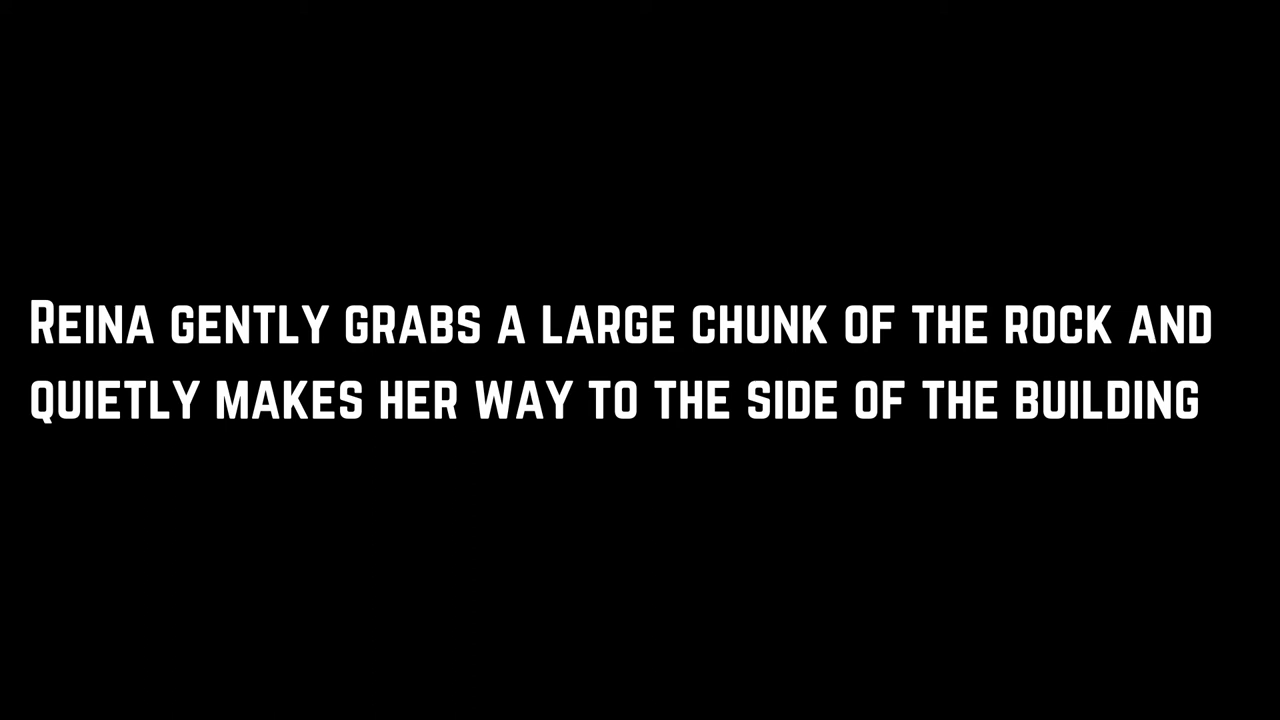 Reina gently grabs a large chunk of the rock and
quietly makes her way to the side of the building